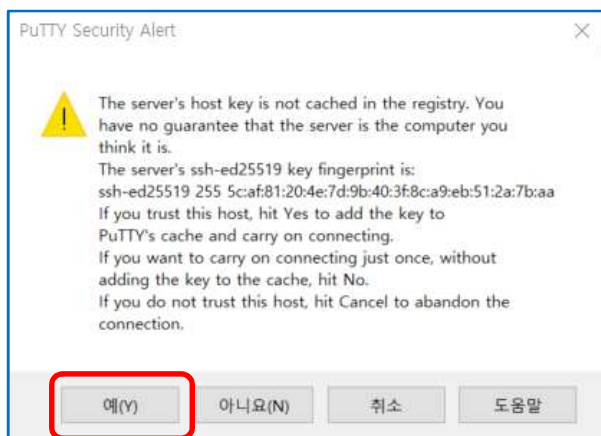 PuTTY Security Alert
The server's host key is not cached in the registry. You
have no guarantee that the server is the computer you
think it is.
The server's ssh-ed25519 key fingerprint is:
ssh-ed25519 255 5c:af:81:20:4e:7d:9b:40:3f:8c:a9:eb:51:2a:7b:aa
If you trust this host, hit Yes to add the key to
PuTTY's cache and carry on connecting.
If you want to carry on connecting just once, without
adding the key to the cache, hit No.
If you do not trust this host, hit Cancel to abandon the
connection.
예(Y) 아니요(N) 취소 도움말